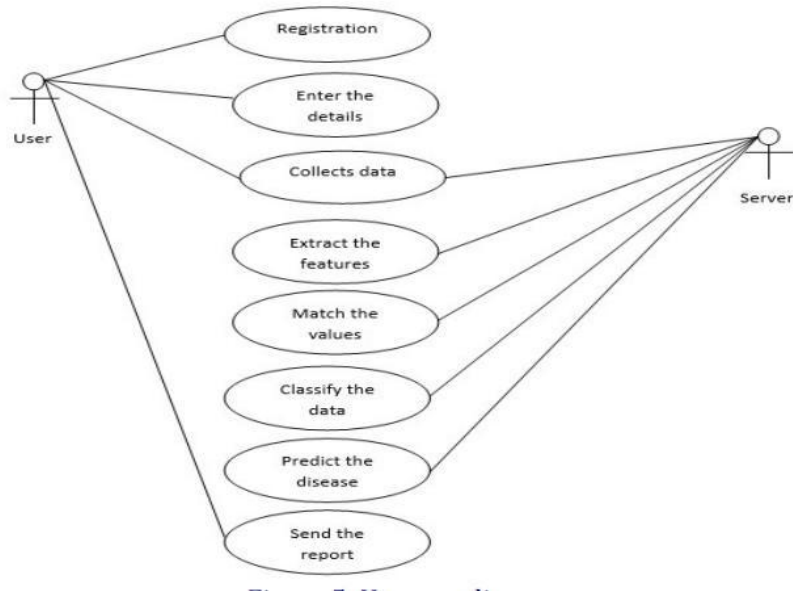 Registration
User
Enter the
details
Collects data
Server
Extract the
features
Match the
values
Classify the
data
Predict the
disease
Send the
report